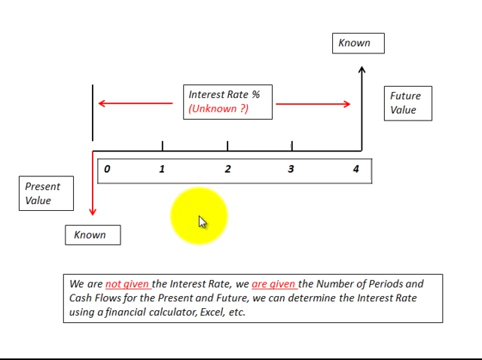 Known
Interest Rate %
(Unknown ?)
Future
Value
0 1 2 3 4
Present
Value
Known
We are not given the Interest Rate, we are given the Number of Periods and
Cash Flows for the Present and Future, we can determine the Interest Rate
using a financial calculator, Excel, etc.